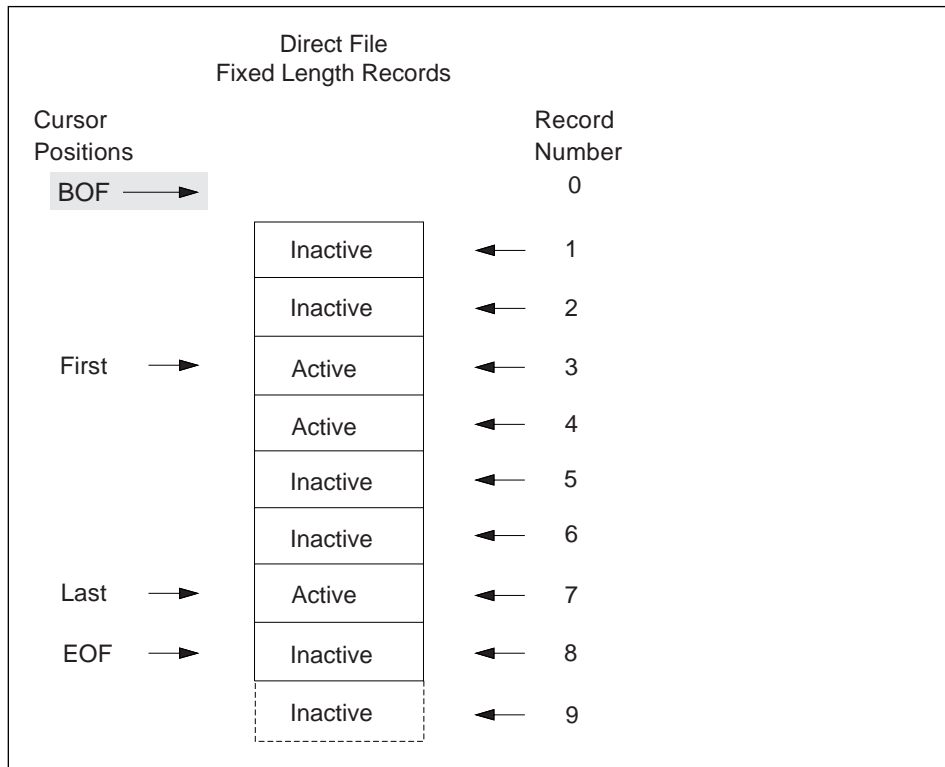 Direct File
Fixed Length Records
Cursor
Positions
Record
Number
BOF 0
Inactive 1
Inactive 2
First Active 3
Active 4
Inactive 5
Inactive 6
Last Active 7
EOF Inactive 8
Inactive 9